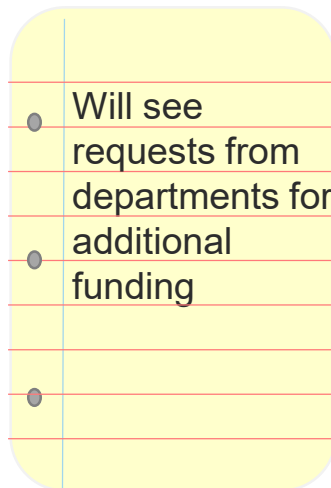 Will see
requests from
departments for
additional
funding